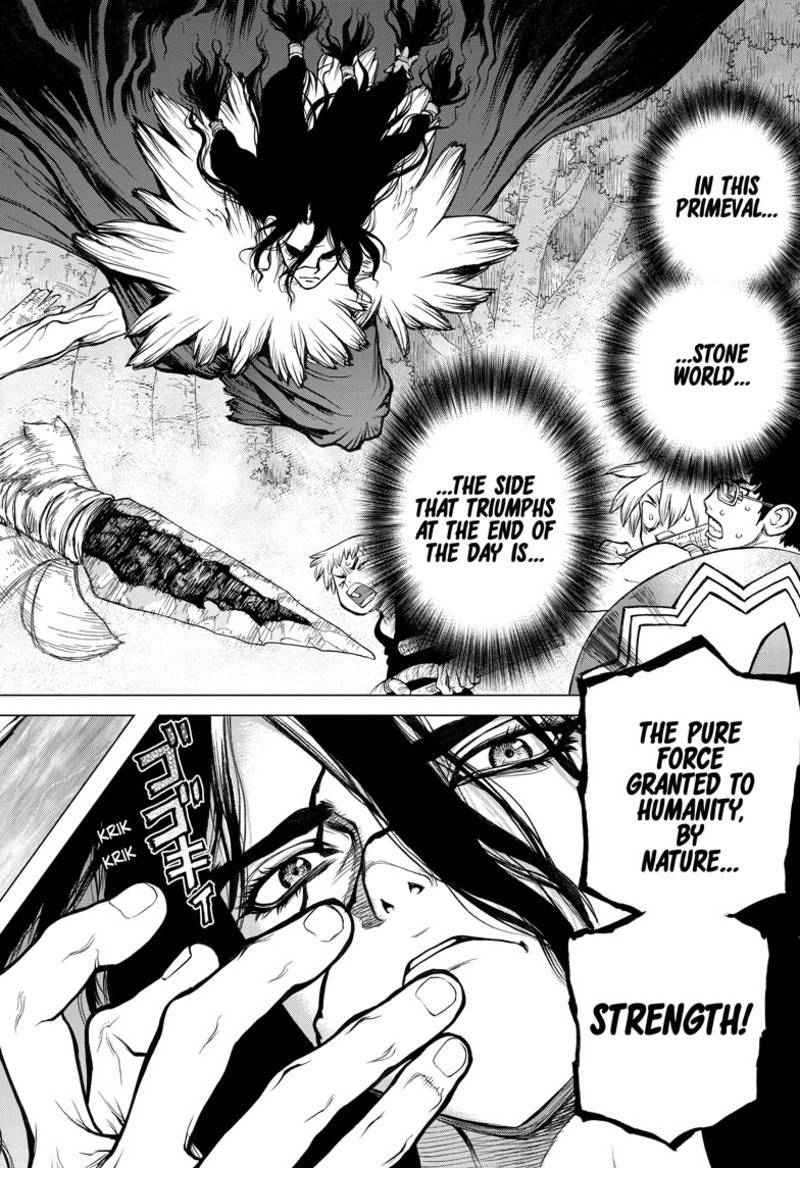 IN THIS
PRIMEVAL...
...STONE
WORLD...
...THE SIDE
THAT TRIUMPHS
AT THE END OF
THE DAY IS...
THE PURE
FORCE
GRANTED TO
HUMANITY,
BY
NATURE...
STRENGTH!
ゴゴゴキィ
KRIK
KRIK